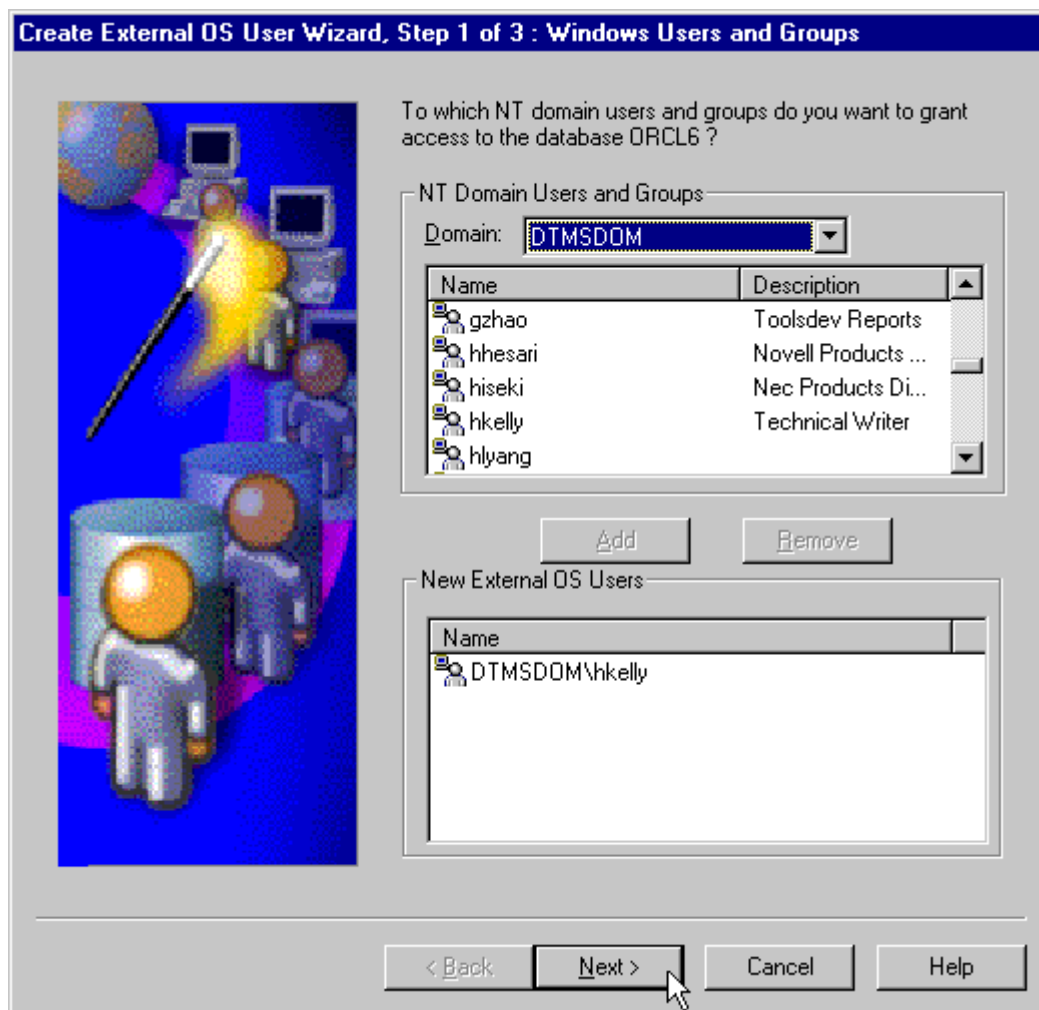 Create External OS User Wizard, Step 1 of 3 : Windows Users and Groups
To which NT domain users and groups do you want to grant
access to the database ORCL6 ?
NT Domain Users and Groups
Domain: DTMSDOM
Name Description
gzhao Toolsdev Reports
hhesari Novell Products ...
hiseki Nec Products Di...
hkelly Technical Writer
hlyang
Add Remove
New External OS Users
Name
DTMSDOM\hkelly
< Back Next > Cancel Help